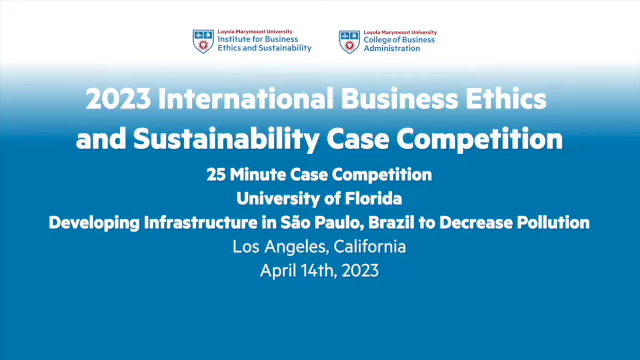 Loyola Marymount University
Institute for Business
Ethics and Sustainability
Loyola Marymount University
College of Business
Administration
2023 International Business Ethics
and Sustainability Case Competition
25 Minute Case Competition
University of Florida
Developing Infrastructure in São Paulo, Brazil to Decrease Pollution
Los Angeles, California
April 14th, 2023